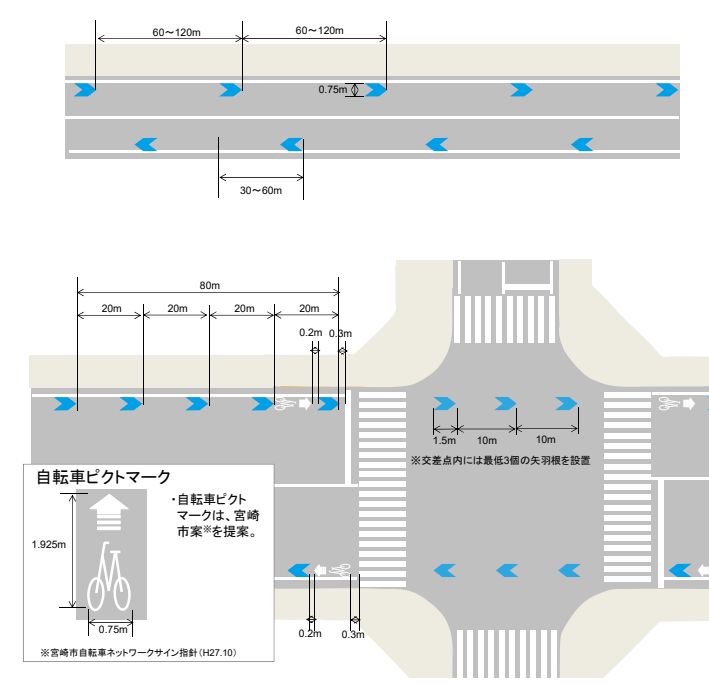 60～120m
60～120m
0.75m
30～60m
80m
20m
20m
20m
20m
0.2m
0.3m
1.5m
10m
10m
※交差点内には最低3個の矢羽根を設置
自転車ピクトマーク
・自転車ピクト
マークは、宮崎
市案※を提案。
1.925m
0.75m
※宮崎市自転車ネットワークサイン指針（H27.10）
0.2m
0.3m